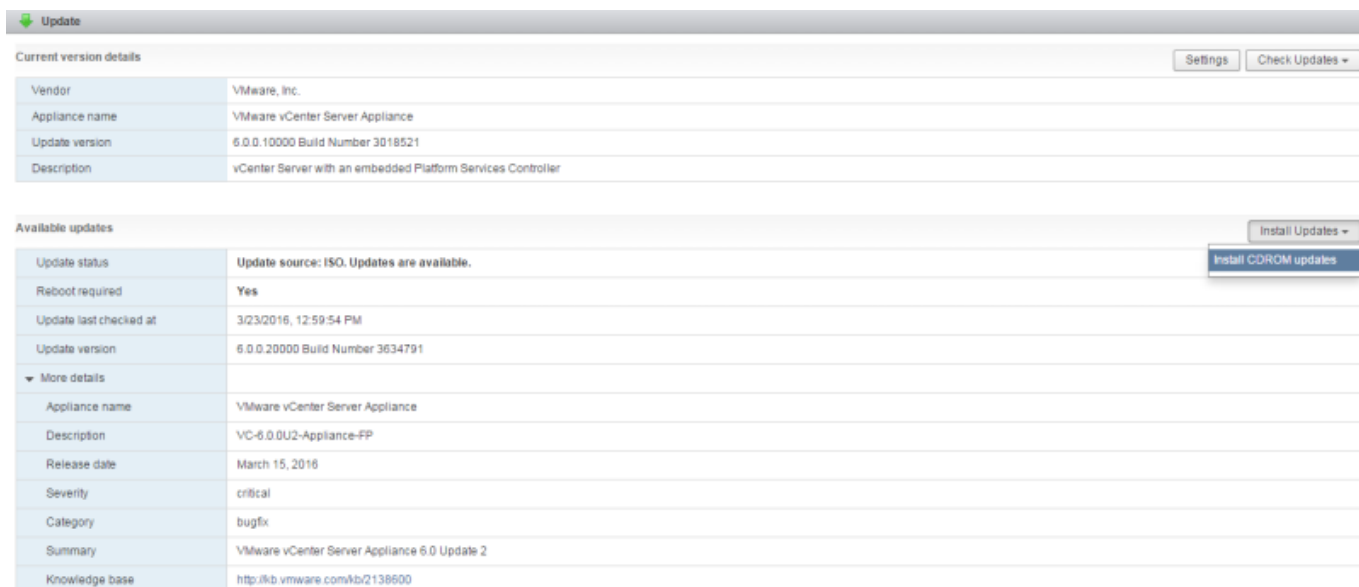 Update
Current version details
Settings
Check Updates
Vendor VMware, Inc.
Appliance name VMware vCenter Server Appliance
Update version 6.0.0.10000 Build Number 3018521
Description vCenter Server with an embedded Platform Services Controller
Available updates
Install Updates
Install CDROM updates
Update status Update source: ISO. Updates are available.
Reboot required Yes
Update last checked at 3/23/2016, 12:59:54 PM
Update version 6.0.0.20000 Build Number 3634791
More details
Appliance name VMware vCenter Server Appliance
Description VC-6.0.0U2-Appliance-FP
Release date March 15, 2016
Severity critical
Category bugfix
Summary VMware vCenter Server Appliance 6.0 Update 2
Knowledge base http://kb.vmware.com/kb/2138600